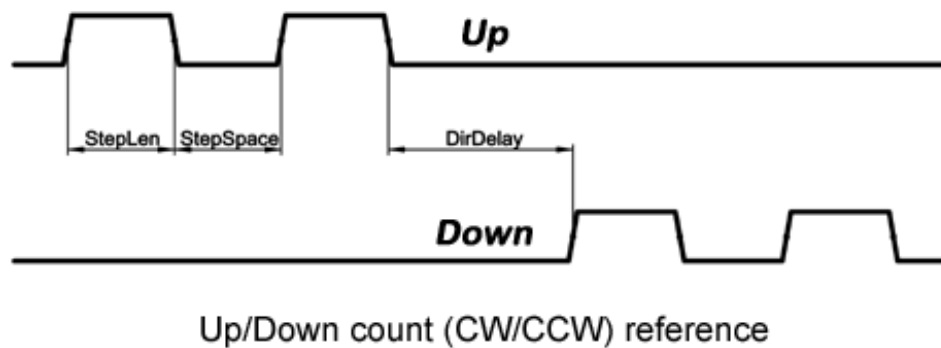 Up
StepLen StepSpace DirDelay
Down
Up/Down count (CW/CCW) reference